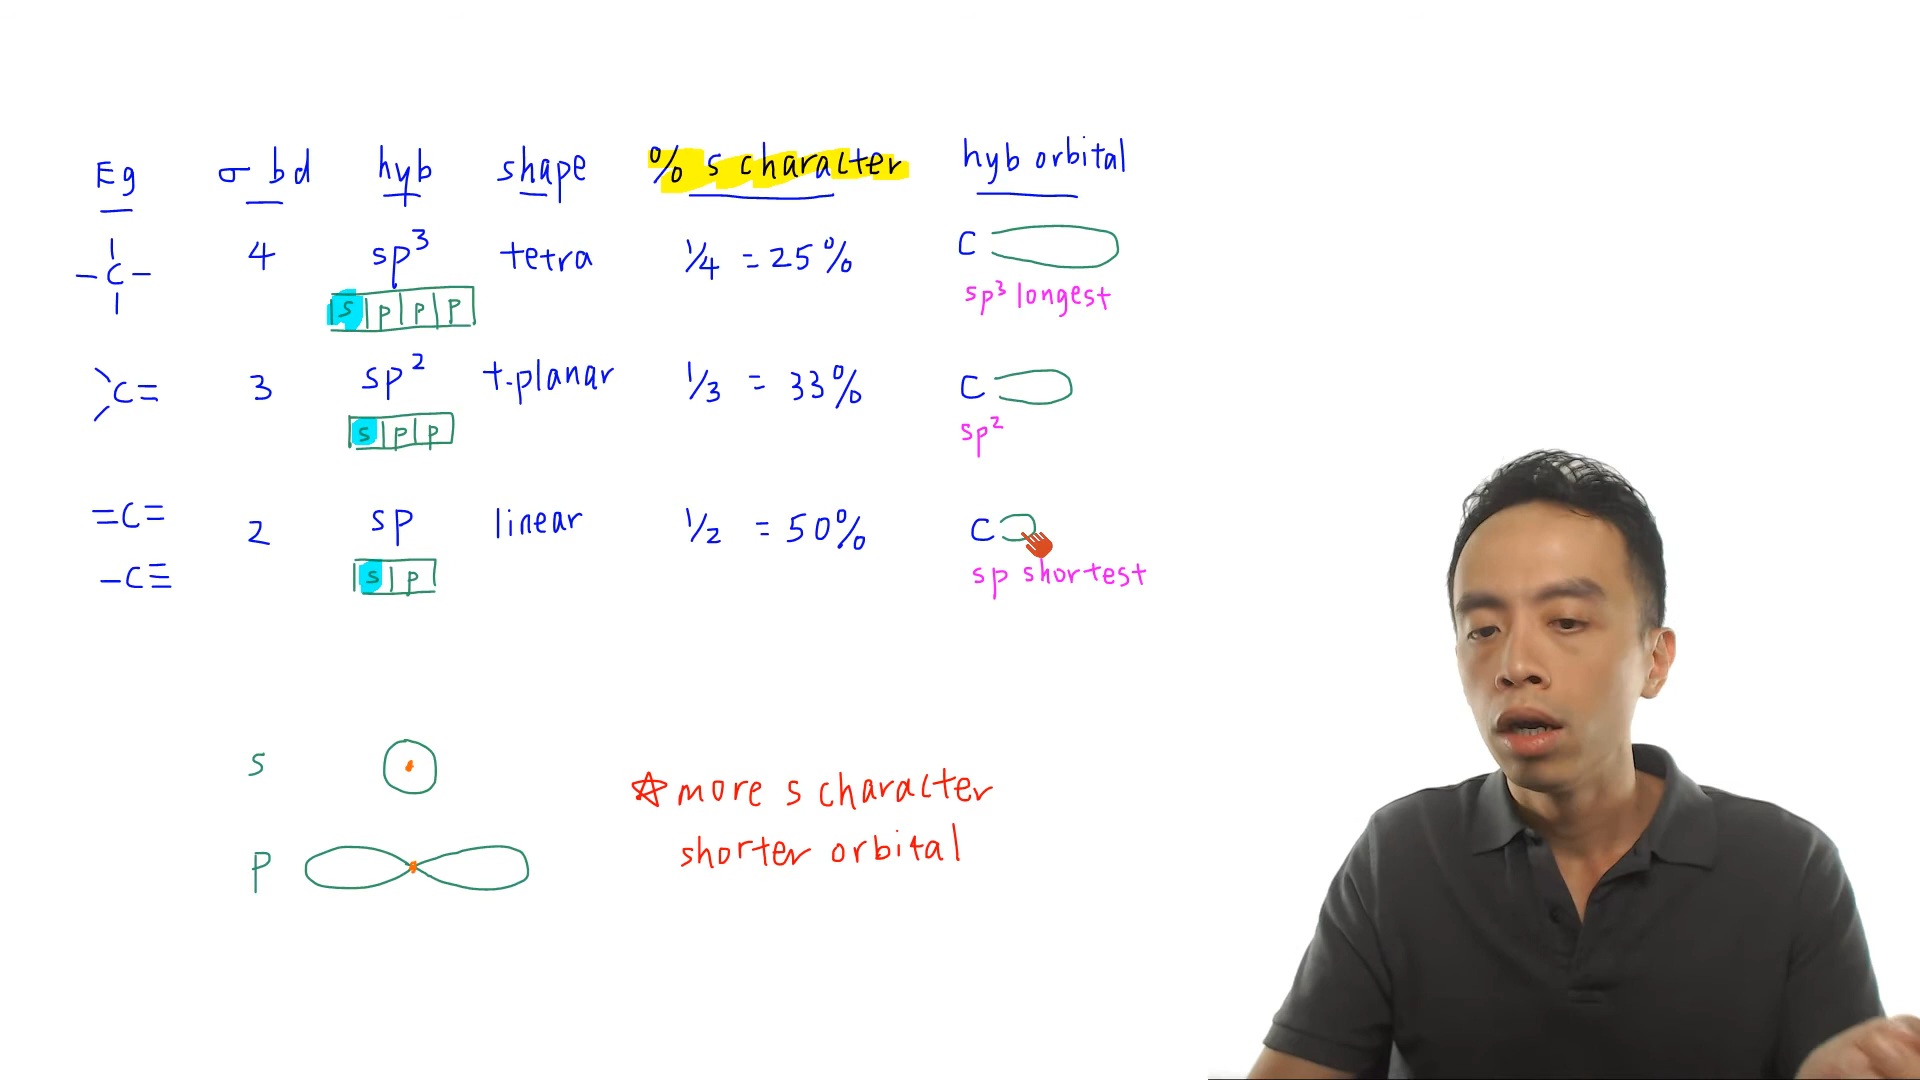 Eg σ bd hyb shape % s character hyb orbital
-C- 4 sp³ tetra 1/4 = 25% C
s p p p
sp³ longest
C= 3 sp² t-planar 1/3 = 33% C
s p p
sp²
=C= 2 sp linear 1/2 = 50% C
-C≡
s p
sp shortest
s
p
☆ more s character
shorter orbital